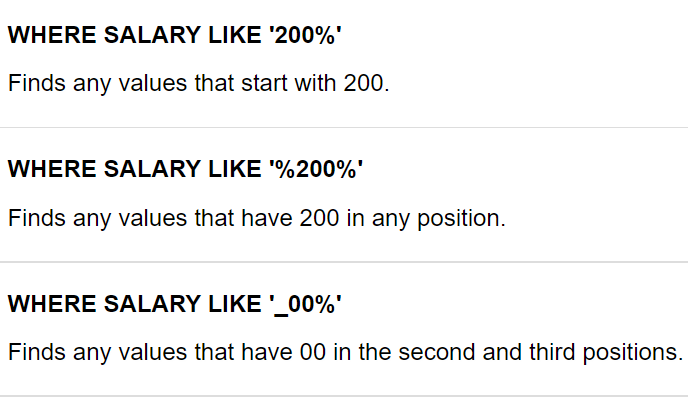 WHERE SALARY LIKE '200%'
Finds any values that start with 200.
WHERE SALARY LIKE '%200%'
Finds any values that have 200 in any position.
WHERE SALARY LIKE '_00%'
Finds any values that have 00 in the second and third positions.